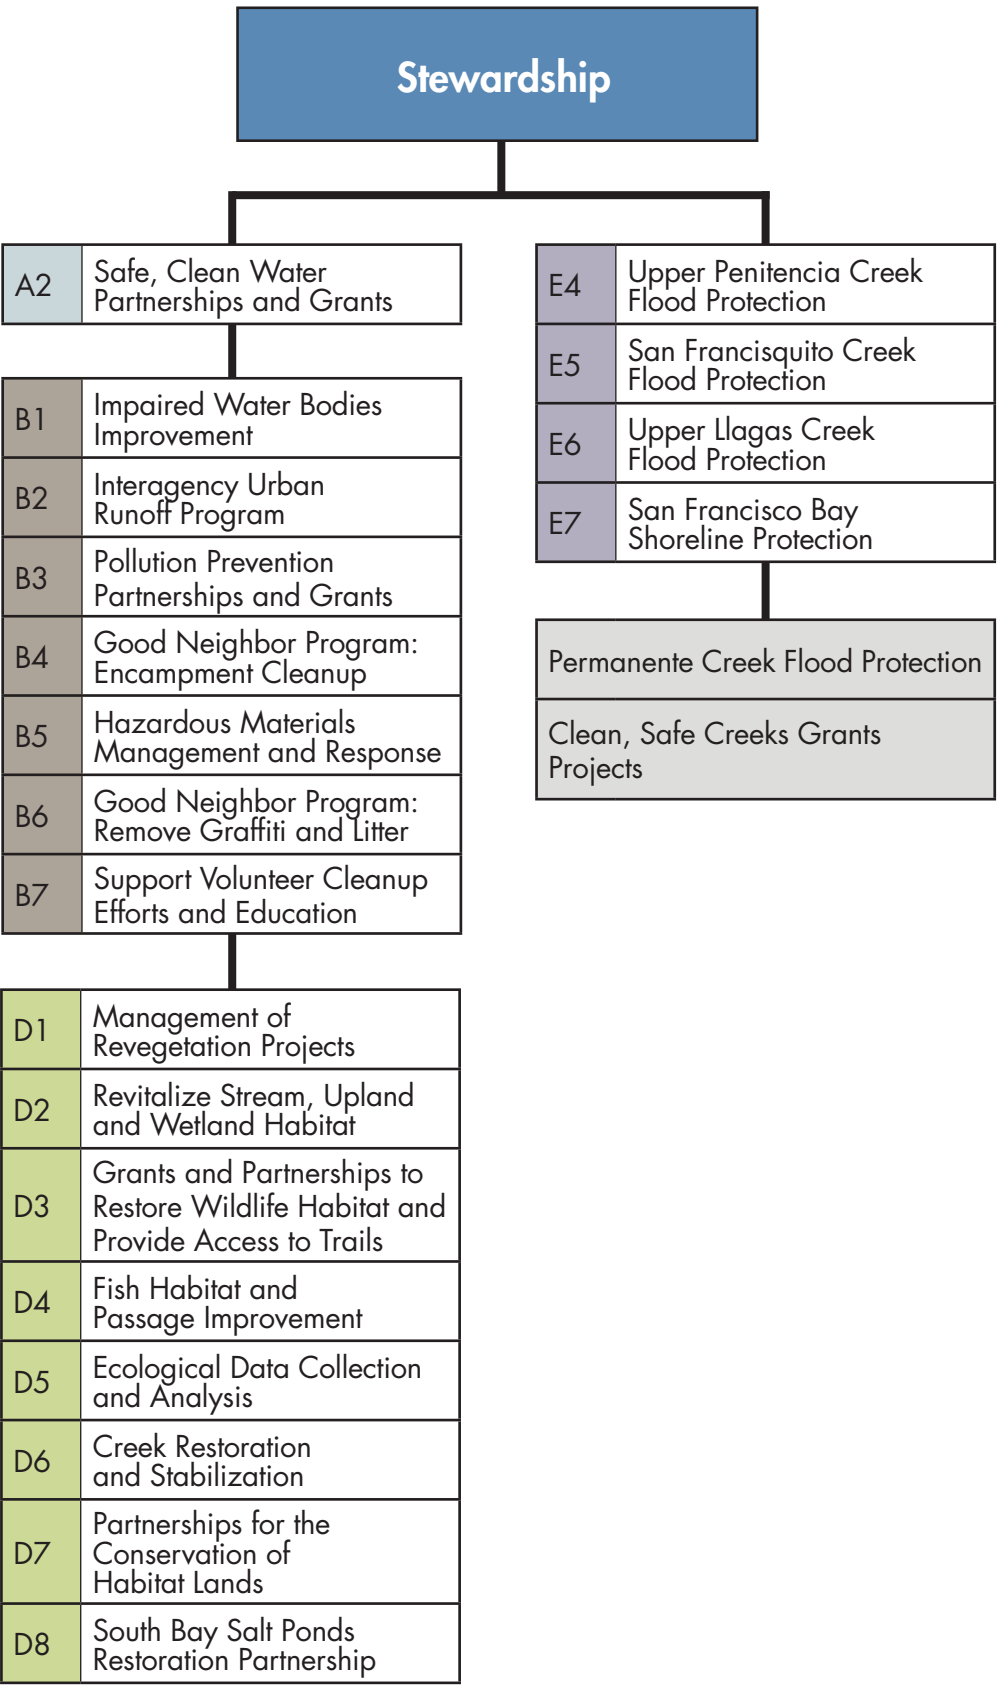 Stewardship
A2
Safe, Clean Water
Partnerships and Grants
B1
Impaired Water Bodies
Improvement
B2
Interagency Urban
Runoff Program
B3
Pollution Prevention
Partnerships and Grants
B4
Good Neighbor Program:
Encampment Cleanup
B5
Hazardous Materials
Management and Response
B6
Good Neighbor Program:
Remove Graffiti and Litter
B7
Support Volunteer Cleanup
Efforts and Education
D1
Management of
Revegetation Projects
D2
Revitalize Stream, Upland
and Wetland Habitat
D3
Grants and Partnerships to
Restore Wildlife Habitat and
Provide Access to Trails
D4
Fish Habitat and
Passage Improvement
D5
Ecological Data Collection
and Analysis
D6
Creek Restoration
and Stabilization
D7
Partnerships for the
Conservation of
Habitat Lands
D8
South Bay Salt Ponds
Restoration Partnership
E4
Upper Penitencia Creek
Flood Protection
E5
San Francisquito Creek
Flood Protection
E6
Upper Llagas Creek
Flood Protection
E7
San Francisco Bay
Shoreline Protection
Permanente Creek Flood Protection
Clean, Safe Creeks Grants
Projects